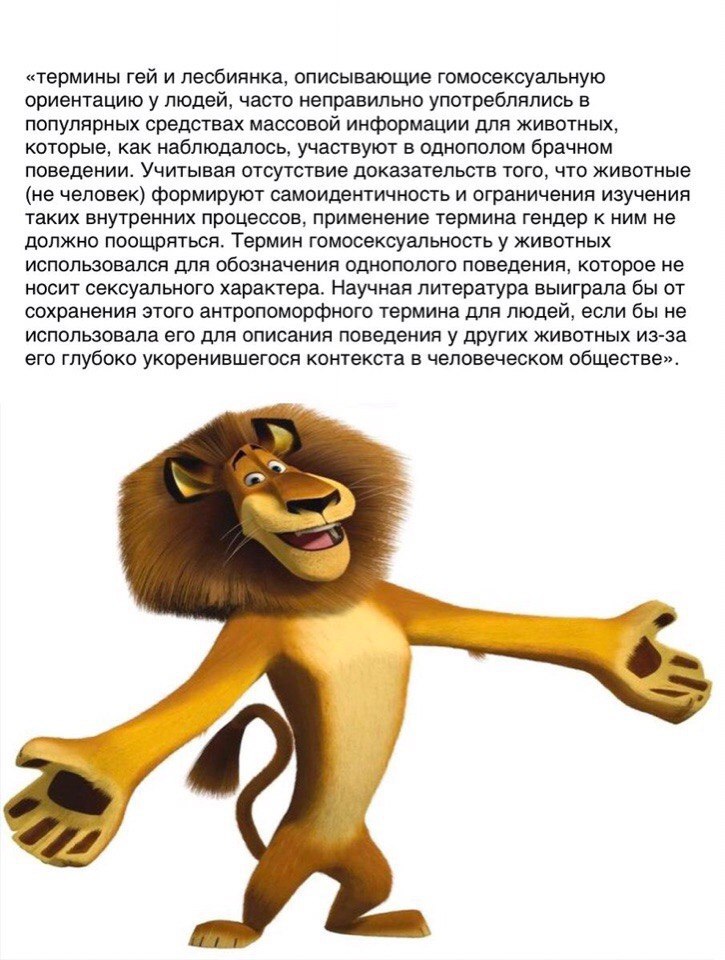 «термины гей и лесбиянка, описывающие гомосексуальную
ориентацию у людей, часто неправильно употреблялись в
популярных средствах массовой информации для животных,
которые, как наблюдалось, участвуют в однополом брачном
поведении. Учитывая отсутствие доказательств того, что животные
(не человек) формируют самоидентичность и ограничения изучения
таких внутренних процессов, применение термина гендер к ним не
должно поощряться. Термин гомосексуальность у животных
использовался для обозначения однополого поведения, которое не
носит сексуального характера. Научная литература выиграла бы от
сохранения этого антропоморфного термина для людей, если бы не
использовала его для описания поведения у других животных из-за
его глубоко укоренившегося контекста в человеческом обществе».